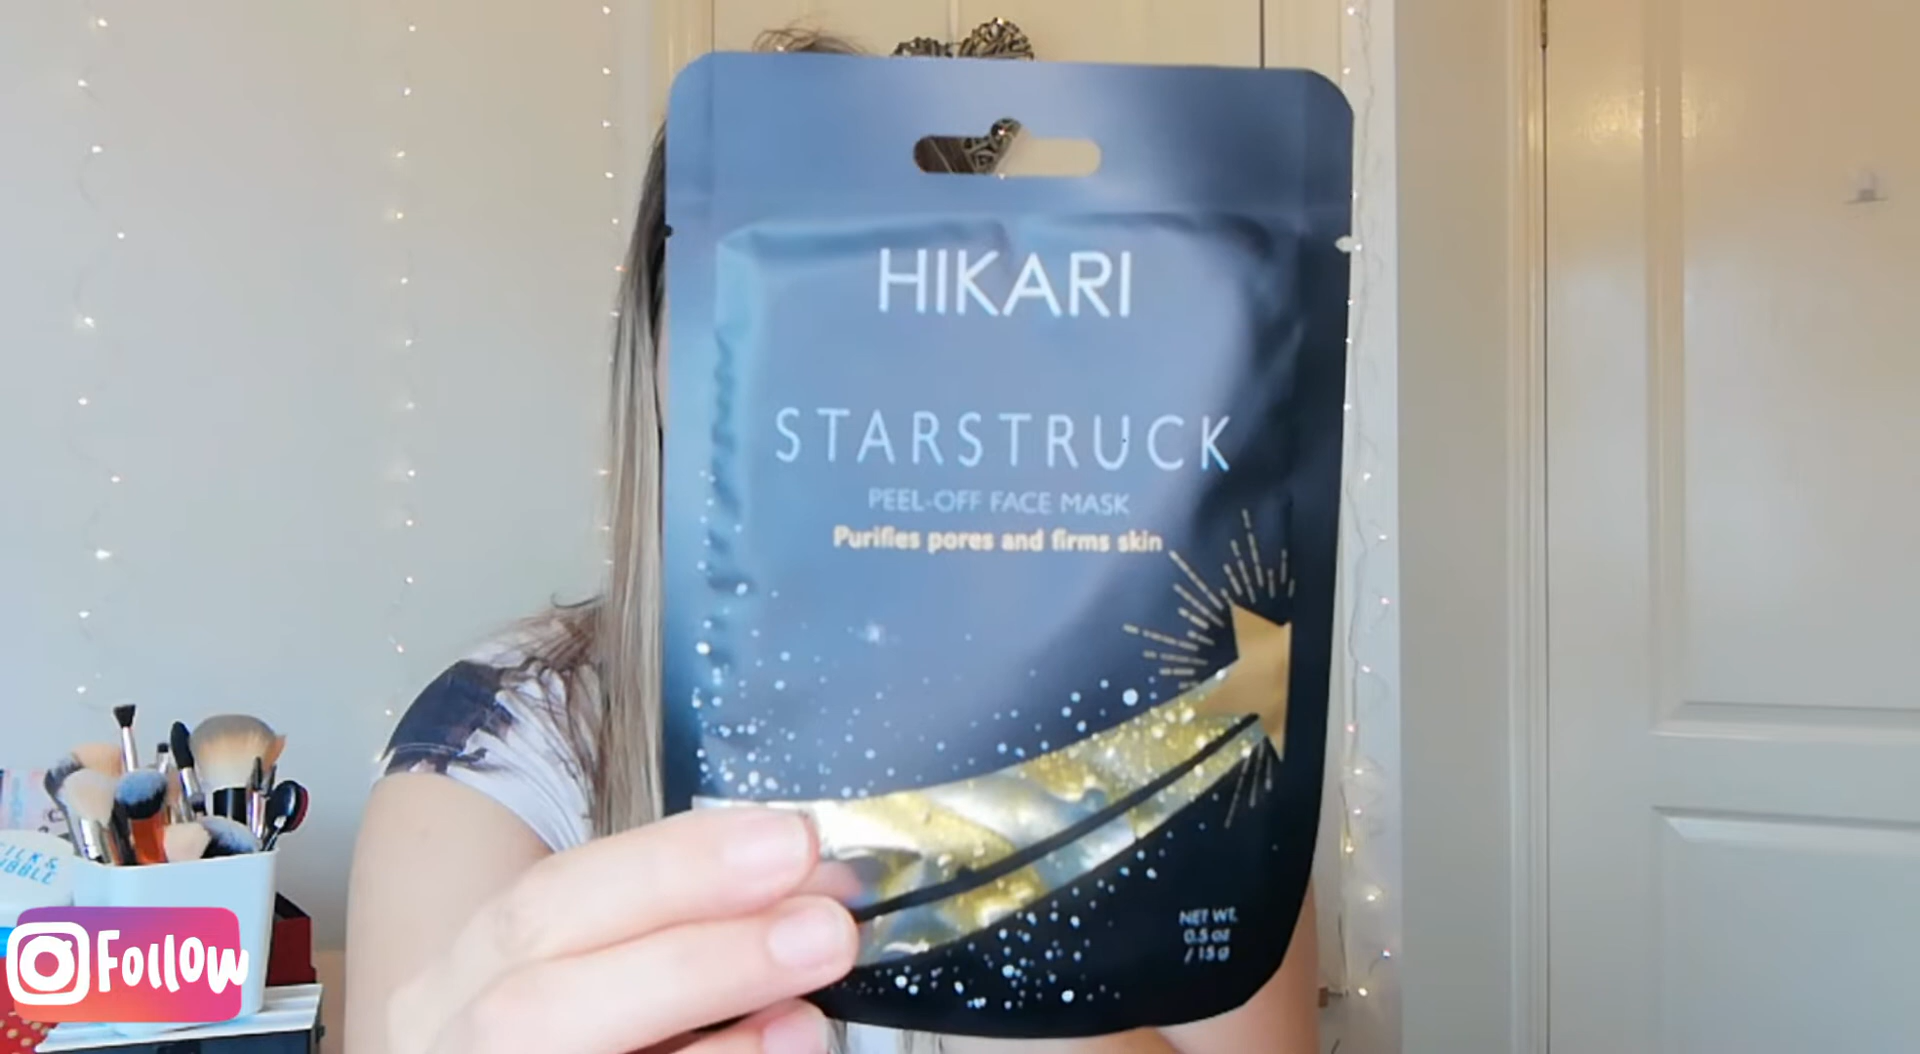 HIKARI
STARSTRUCK
PEEL-OFF FACE MASK
Purifies pores and firms skin
NET WT.
0.5 oz
/ 15 g
Follow